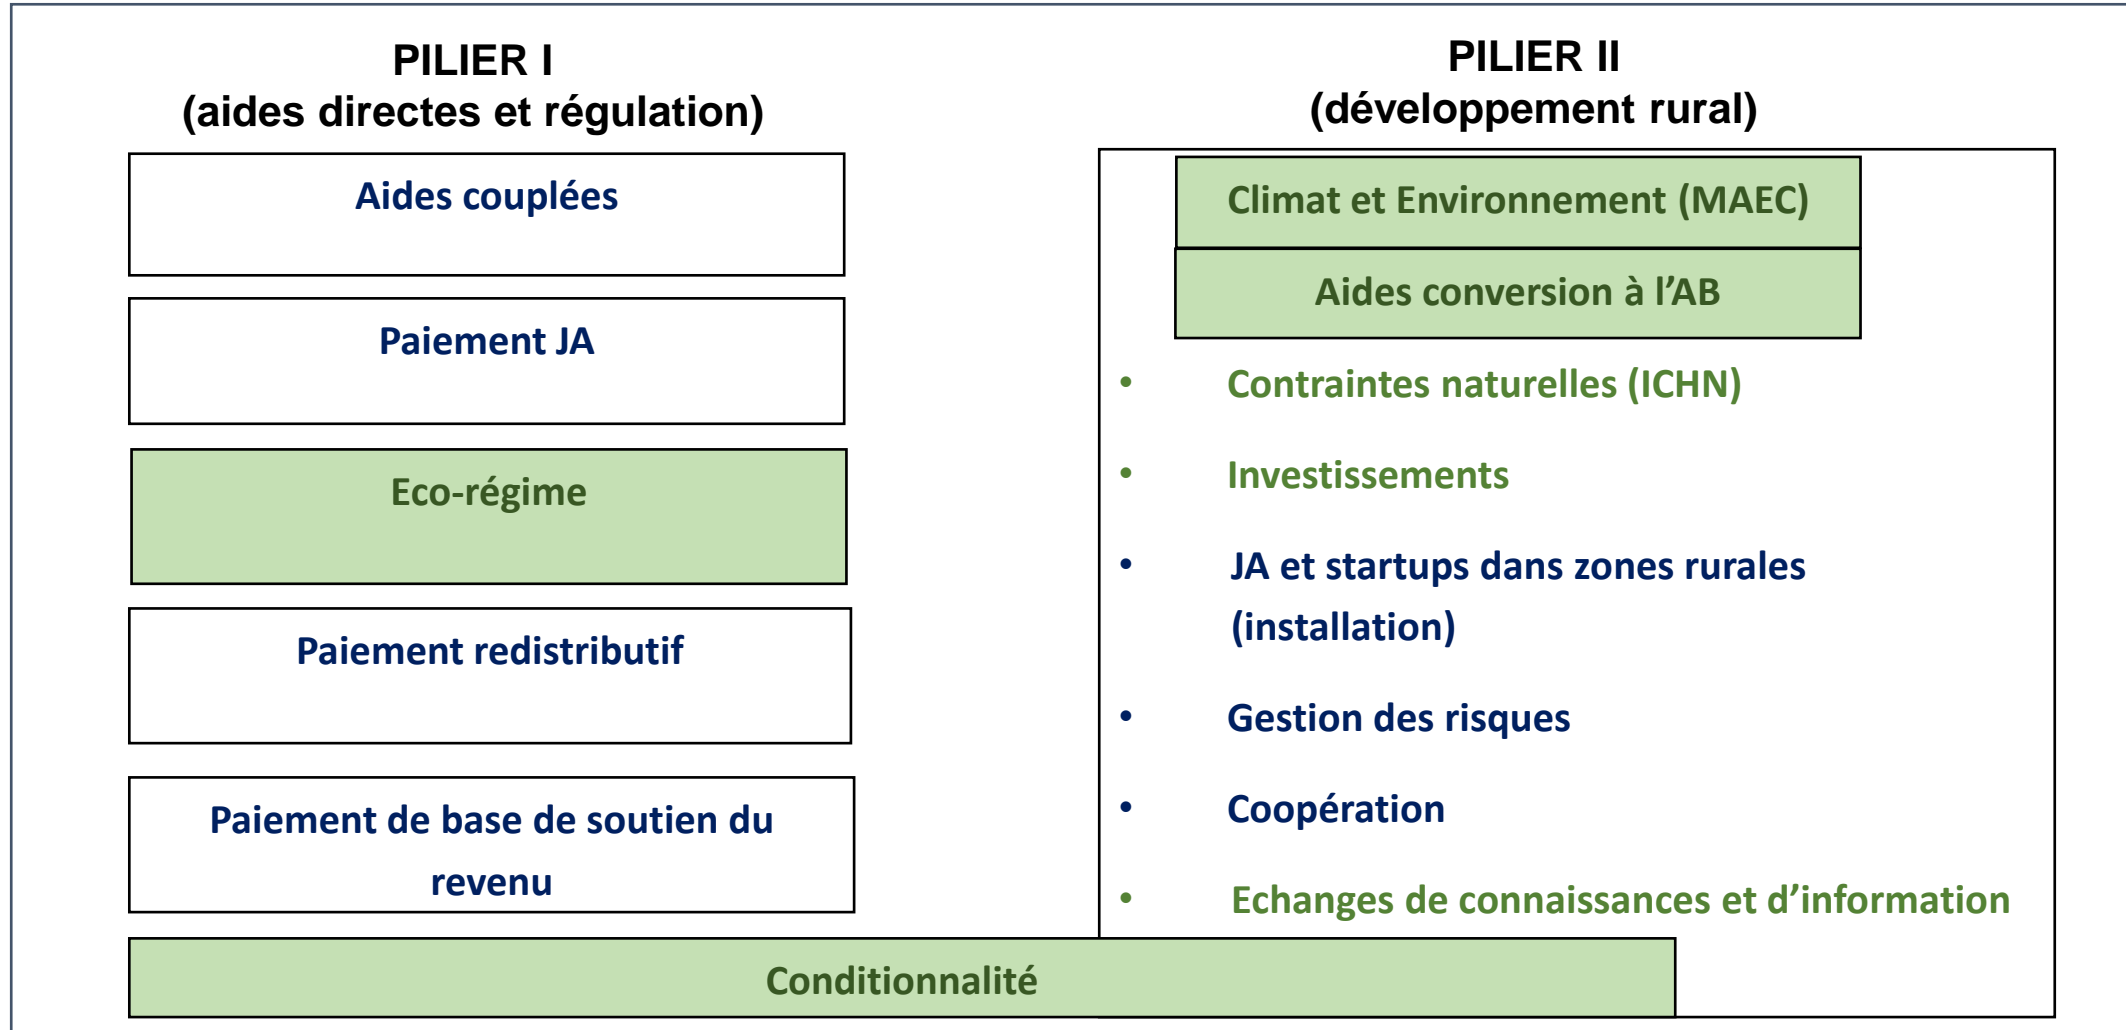 PILIER I
(aides directes et régulation)
Aides couplées
Paiement JA
Eco-régime
Paiement redistributif
Paiement de base de soutien du
revenu
PILIER II
(développement rural)
Climat et Environnement (MAEC)
Aides conversion à l’AB
• Contraintes naturelles (ICHN)
• Investissements
• JA et startups dans zones rurales
(installation)
• Gestion des risques
• Coopération
• Echanges de connaissances et d’information
Conditionnalité